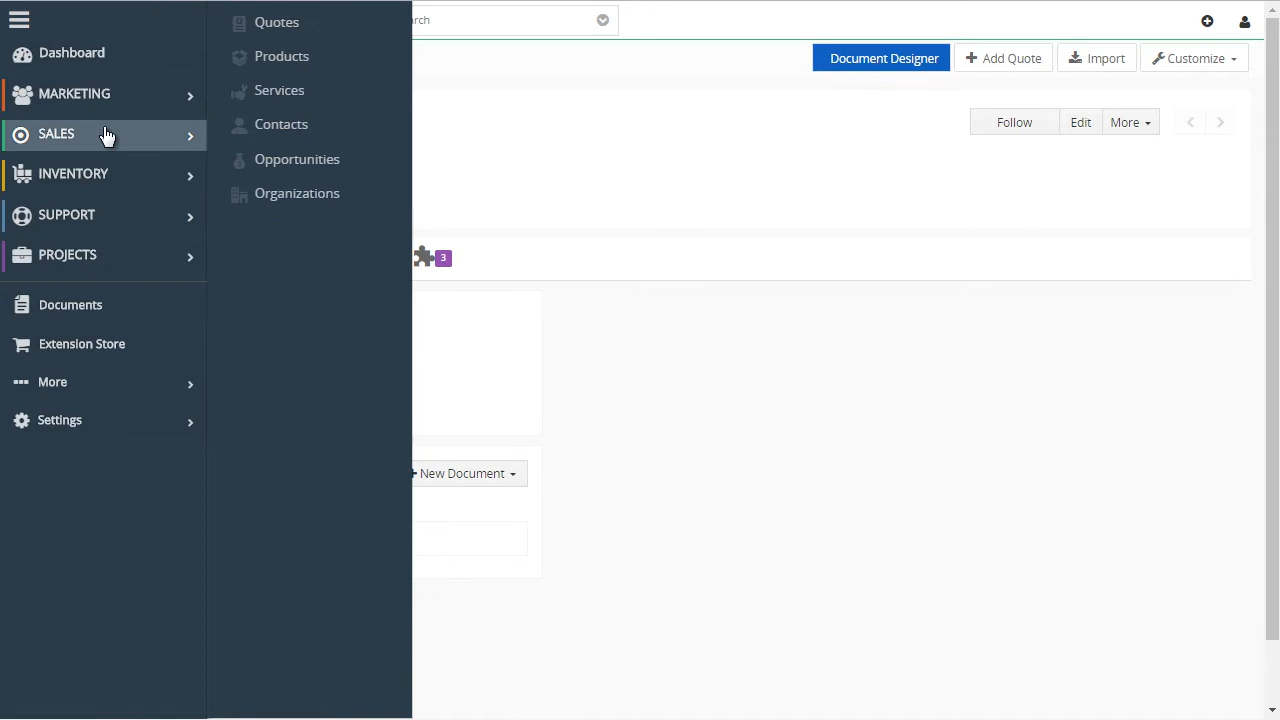 Dashboard
MARKETING
SALES
INVENTORY
SUPPORT
PROJECTS
Documents
Extension Store
More
Settings
Quotes
Products
Services
Contacts
Opportunities
Organizations
rch
Document Designer
Add Quote
Import
Customize
Follow
Edit
More
3
New Document